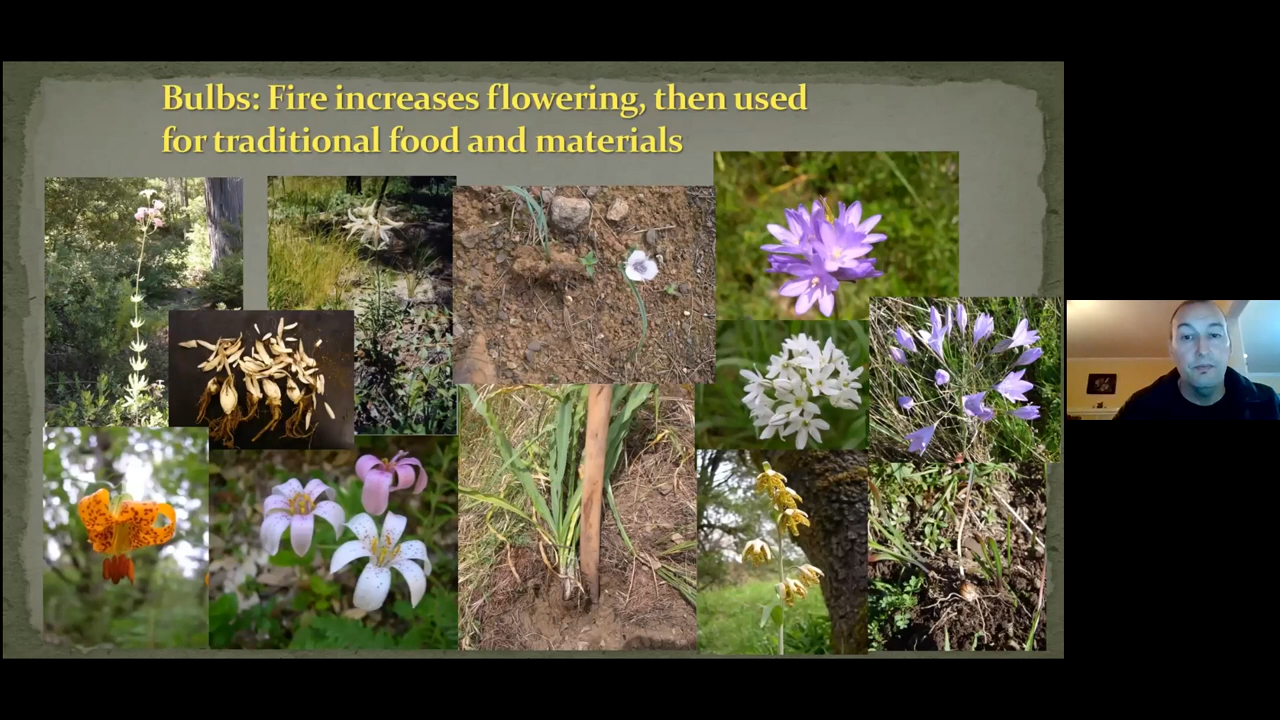 Bulbs: Fire increases flowering, then used
for traditional food and materials